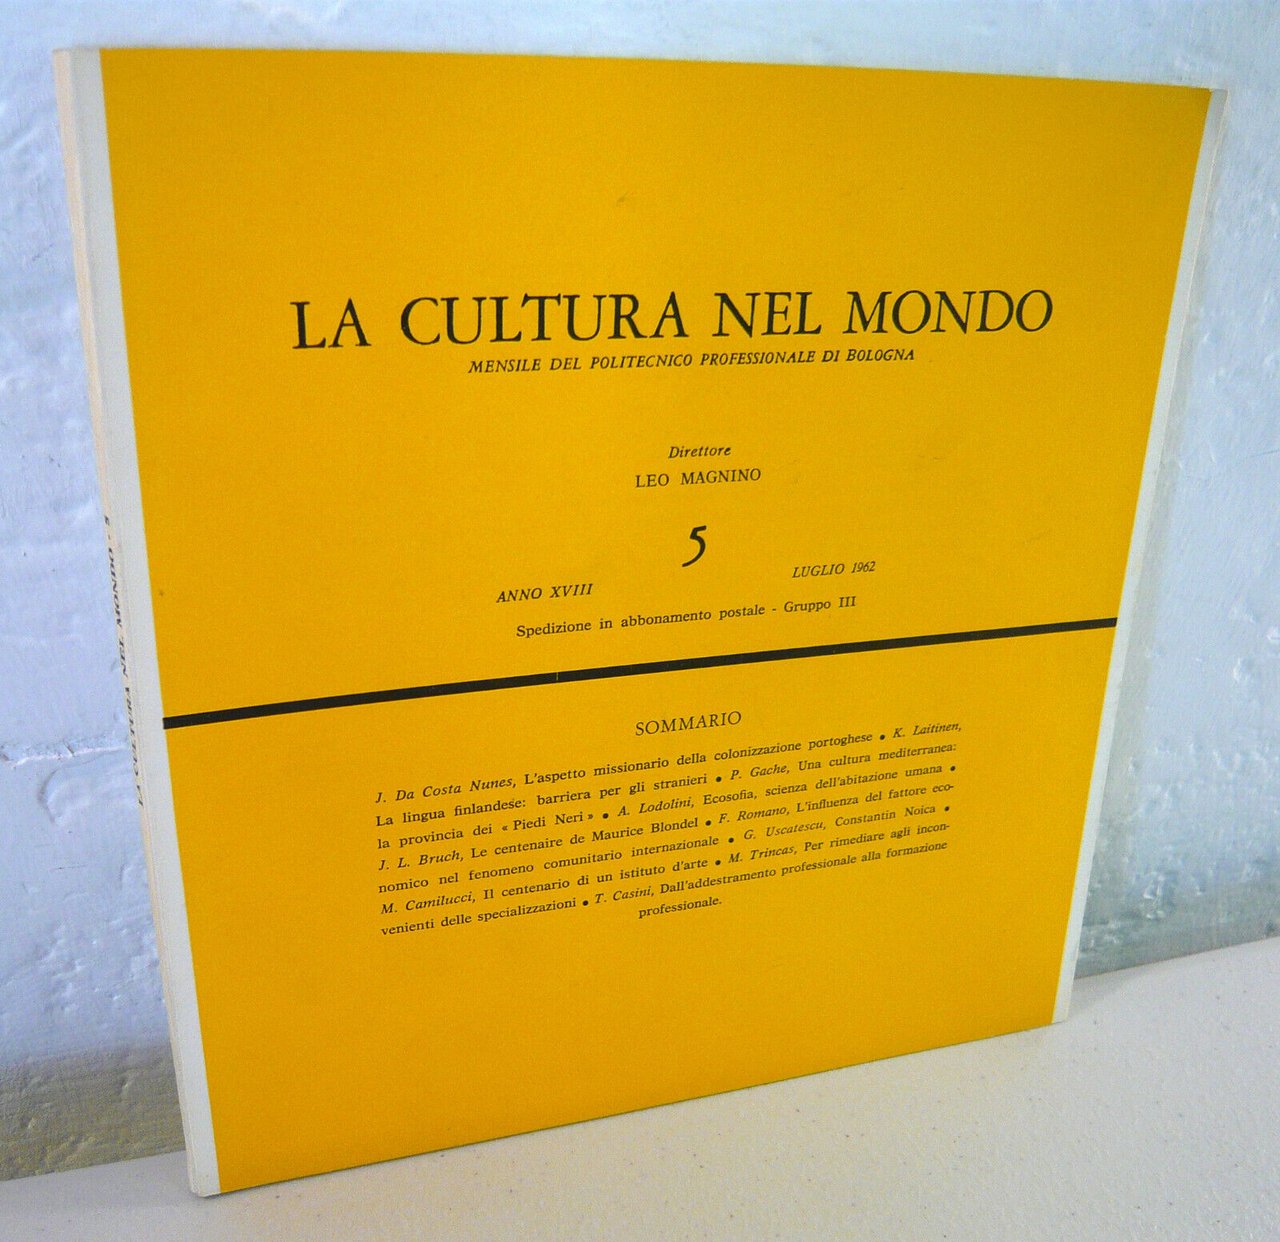 LA CULTURA NEL MONDO
MENSILE DEL POLITECNICO PROFESSIONALE DI BOLOGNA
Direttore
LEO MAGNINO
5
ANNO XVIII LUGLIO 1962
Spedizione in abbonamento postale - Gruppo III
SOMMARIO
J. Da Costa Nunes, L'aspetto missionario della colonizzazione portoghese • K. Laitinen,
La lingua finlandese: barriera per gli stranieri • P. Gache, Una cultura mediterranea:
la provincia dei « Piedi Neri » • A. Lodolini, Ecosofia, scienza dell'abitazione umana •
J. L. Bruch, Le centenaire de Maurice Blondel • F. Romano, L'influenza del fattore eco-
nomico nel fenomeno comunitario internazionale • G. Uscatescu, Constantin Noica •
M. Camilucci, Il centenario di un istituto d'arte • M. Trincas, Per rimediare agli incon-
venienti delle specializzazioni • T. Casini, Dall'addestramento professionale alla formazione
professionale.
LA CULTURA NEL MONDO - 5